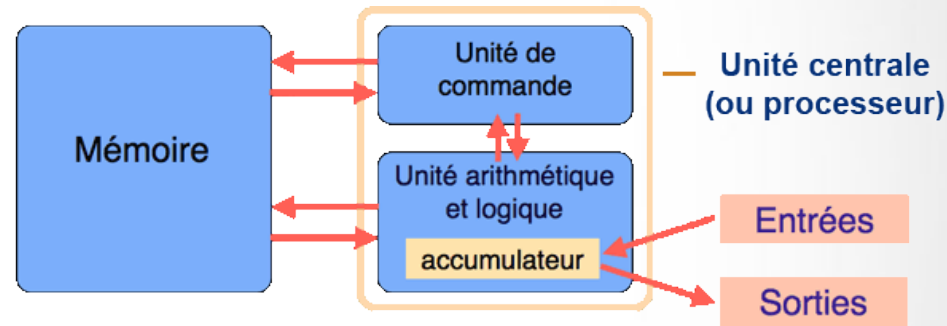 Mémoire
Unité de
commande
Unité arithmétique
et logique
accumulateur
Unité centrale
(ou processeur)
Entrées
Sorties